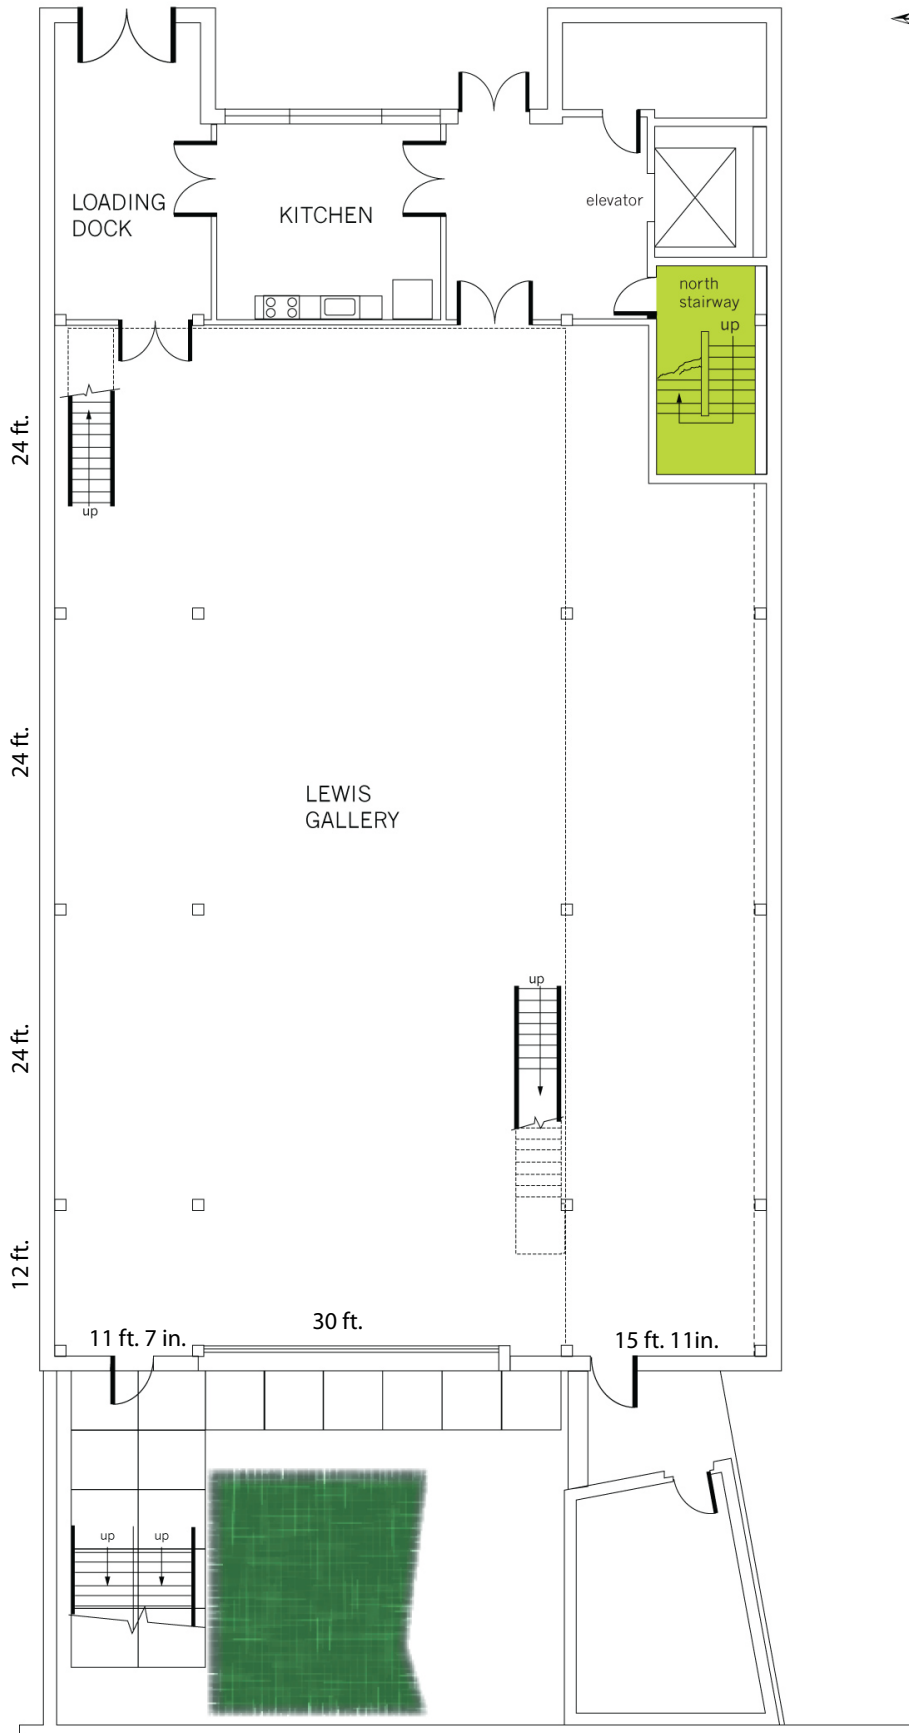 LOADING
DOCK
KITCHEN
elevator
north
stairway
up
24 ft.
up
24 ft.
LEWIS
GALLERY
up
24 ft.
12 ft.
11 ft. 7 in.
30 ft.
15 ft. 11in.
up
up